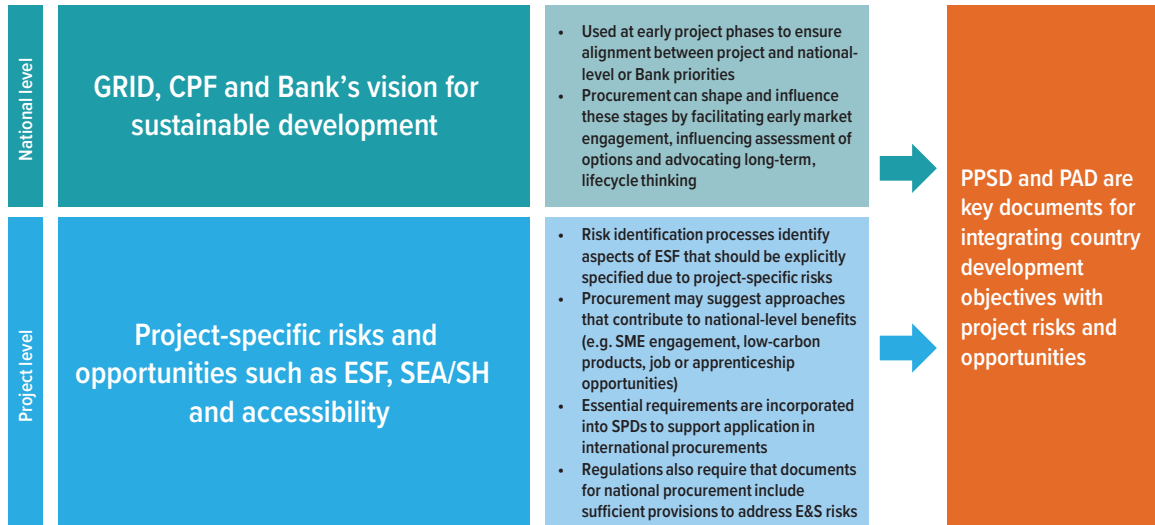 National level
GRID, CPF and Bank’s vision for
sustainable development
• Used at early project phases to ensure
alignment between project and national-
level or Bank priorities
• Procurement can shape and influence
these stages by facilitating early market
engagement, influencing assessment of
options and advocating long-term,
lifecycle thinking
Project level
Project-specific risks and
opportunities such as ESF, SEA/SH
and accessibility
• Risk identification processes identify
aspects of ESF that should be explicitly
specified due to project-specific risks
• Procurement may suggest approaches
that contribute to national-level benefits
(e.g. SME engagement, low-carbon
products, job or apprenticeship
opportunities)
• Essential requirements are incorporated
into SPDs to support application in
international procurements
• Regulations also require that documents
for national procurement include
sufficient provisions to address E&S risks
PPSD and PAD are
key documents for
integrating country
development
objectives with
project risks and
opportunities